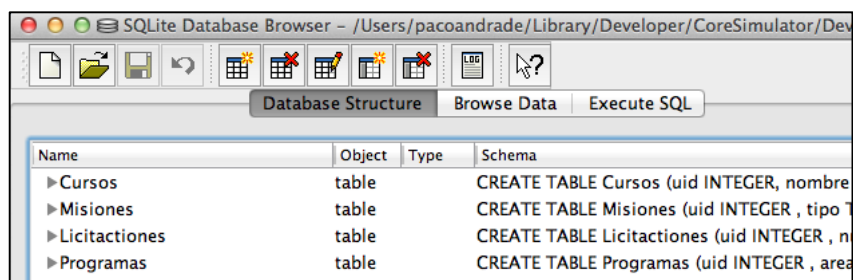 SQLite Database Browser – /Users/pacoandrade/Library/Developer/CoreSimulator/Dev
LOG ?
Database Structure Browse Data Execute SQL
Name Object Type Schema
Cursos table CREATE TABLE Cursos (uid INTEGER, nombre
Misiones table CREATE TABLE Misiones (uid INTEGER , tipo
Licitactiones table CREATE TABLE Licitactiones (uid INTEGER ,
Programas table CREATE TABLE Programas (uid INTEGER , area